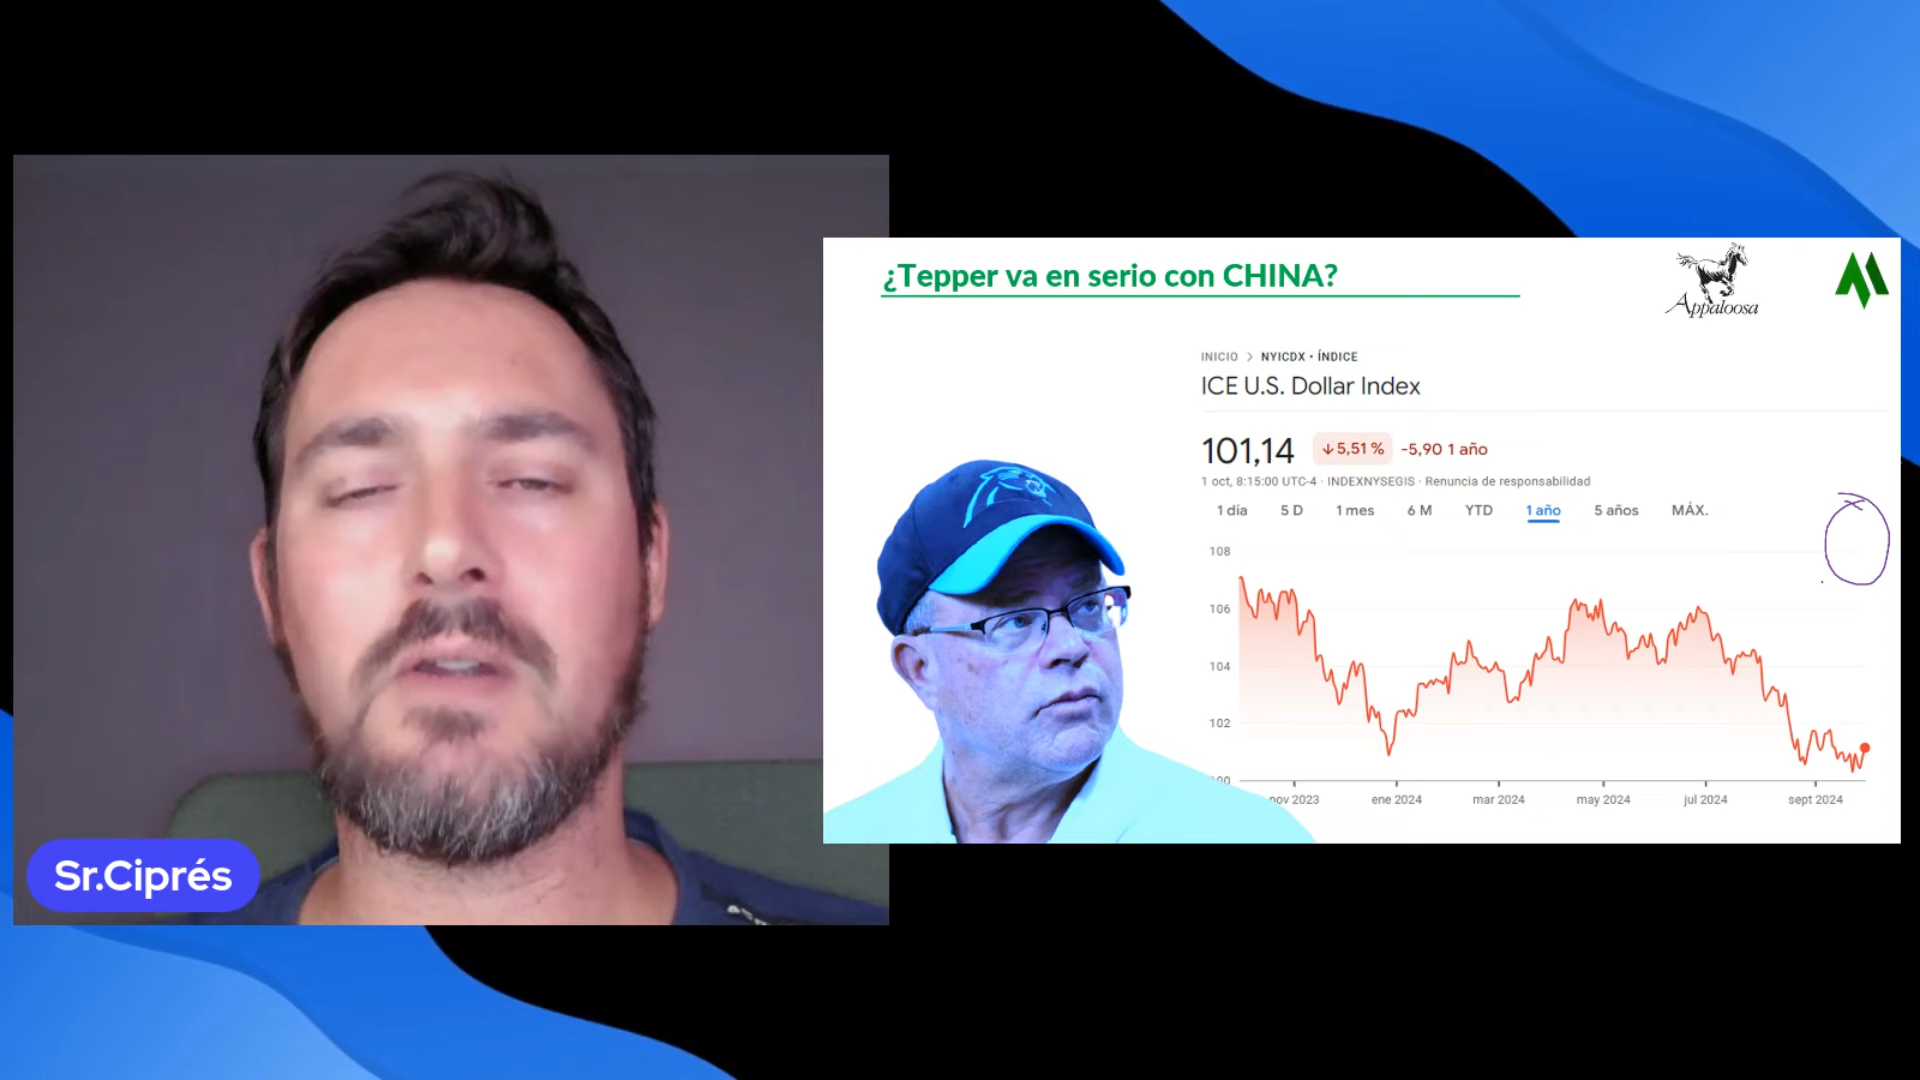 ¿Tepper va en serio con CHINA?
Appaloosa
INICIO > NYICDX • ÍNDICE
ICE U.S. Dollar Index
101,14 ↓ 5,51 % -5,90 1 año
1 oct, 8:15:00 UTC-4 · INDEXNYSEGIS · Renuncia de responsabilidad
1 día 5 D 1 mes 6 M YTD 1 año 5 años MÁX.
108
106
104
102
nov 2023 ene 2024 mar 2024 may 2024 jul 2024 sept 2024
Sr.Ciprés